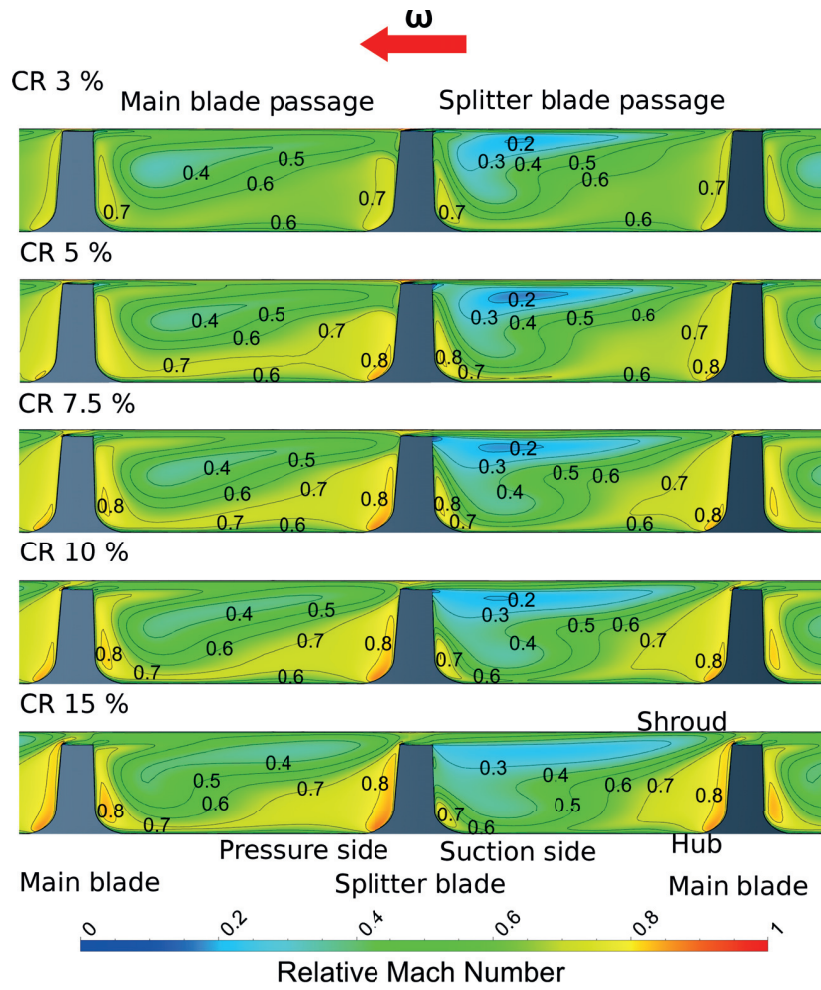 ω
CR 3 %
Main blade passage Splitter blade passage
0.2
0.5 0.3 0.4 0.5
0.4 0.6 0.6
0.7 0.7 0.7 0.7
0.6 0.6
CR 5 %
0.2
0.4 0.5 0.3 0.4 0.5 0.6
0.6 0.7 0.7
0.7 0.8 0.8 0.8
0.6 0.7 0.6
CR 7.5 %
0.2
0.4 0.5 0.3 0.5 0.6
0.6 0.7 0.8 0.4 0.7
0.8 0.8 0.8
0.7 0.6 0.7 0.6
CR 10 %
0.2
0.4 0.5 0.3 0.5 0.6
0.6 0.7 0.4 0.7
0.8 0.8 0.7 0.8
0.7 0.6 0.6
CR 15 %
Shroud
0.4 0.3 0.4
0.5 0.7 0.8 0.6 0.7 0.8
0.8 0.6 0.7 0.5
0.7 0.6
Pressure side Suction side Hub
Main blade Splitter blade Main blade
0 0.2 0.4 0.6 0.8 1
Relative Mach Number